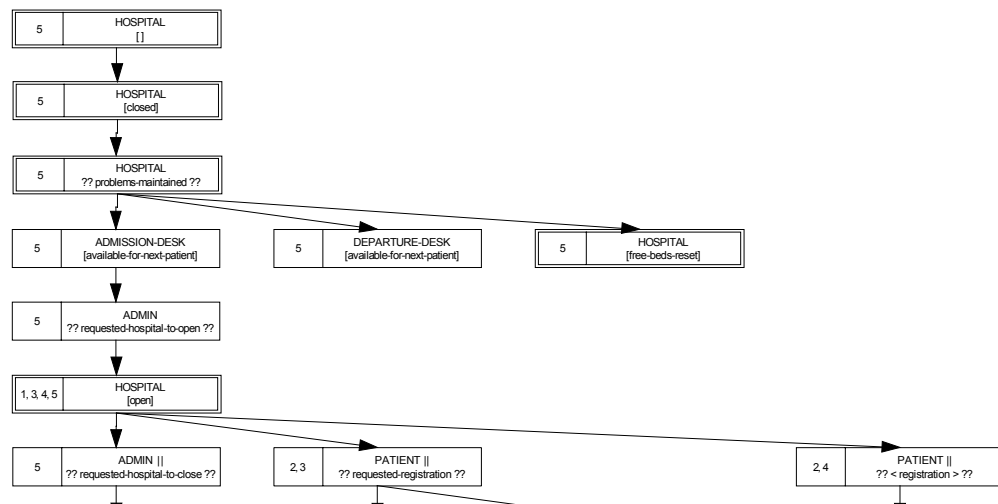 5
HOSPITAL
[ ]
5
HOSPITAL
[closed]
5
HOSPITAL
?? problems-maintained ??
5
ADMISSION-DESK
[available-for-next-patient]
5
DEPARTURE-DESK
[available-for-next-patient]
5
HOSPITAL
[free-beds-reset]
5
ADMIN
?? requested-hospital-to-open ??
1, 3, 4, 5
HOSPITAL
[open]
5
ADMIN ||
?? requested-hospital-to-close ??
2, 3
PATIENT ||
?? requested-registration ??
2, 4
PATIENT ||
?? < registration > ??